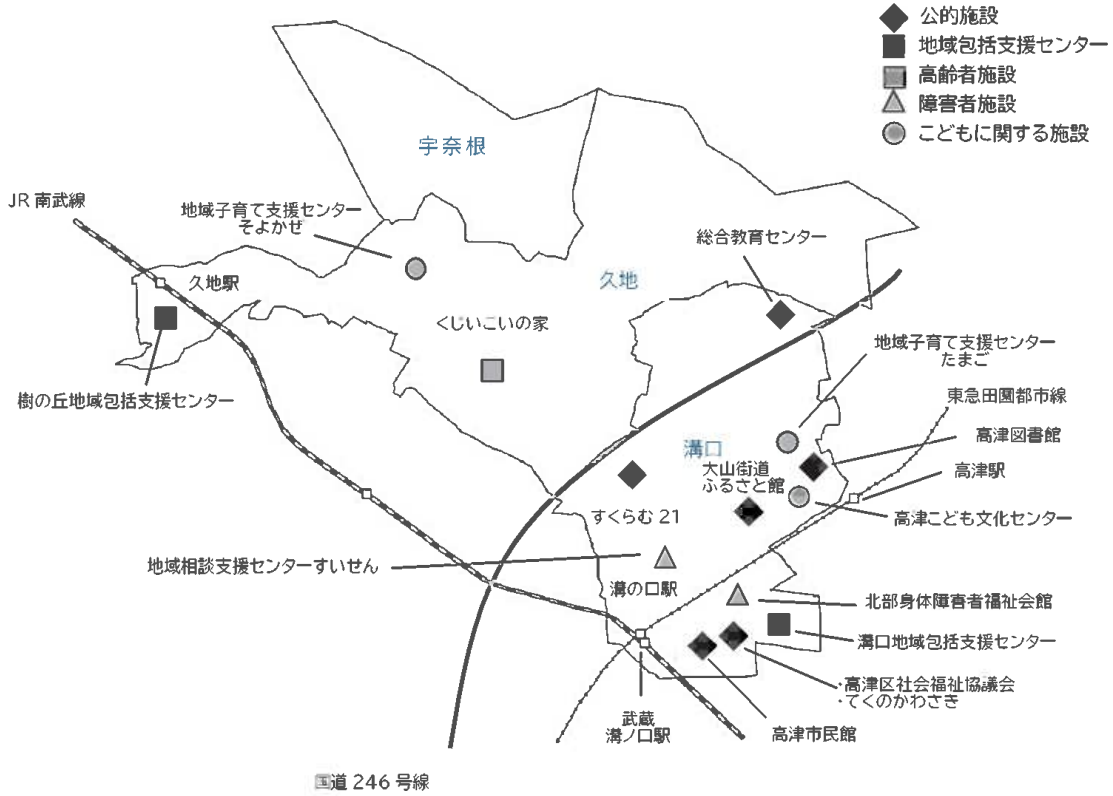 公的施設
地域包括支援センター
高齢者施設
障害者施設
こどもに関する施設
宇奈根
JR 南武線
地域子育て支援センター
そよかぜ
総合教育センター
久地駅
久地
くじいこいの家
地域子育て支援センター
たまご
樹の丘地域包括支援センター
東急田園都市線
高津図書館
溝口
大山街道
ふるさと館
高津駅
すくらむ 21
高津こども文化センター
地域相談支援センターすいせん
溝の口駅
北部身体障害者福祉会館
溝口地域包括支援センター
・高津区社会福祉協議会
・てくのかわさき
武蔵
溝ノ口駅
高津市民館
国道 246 号線